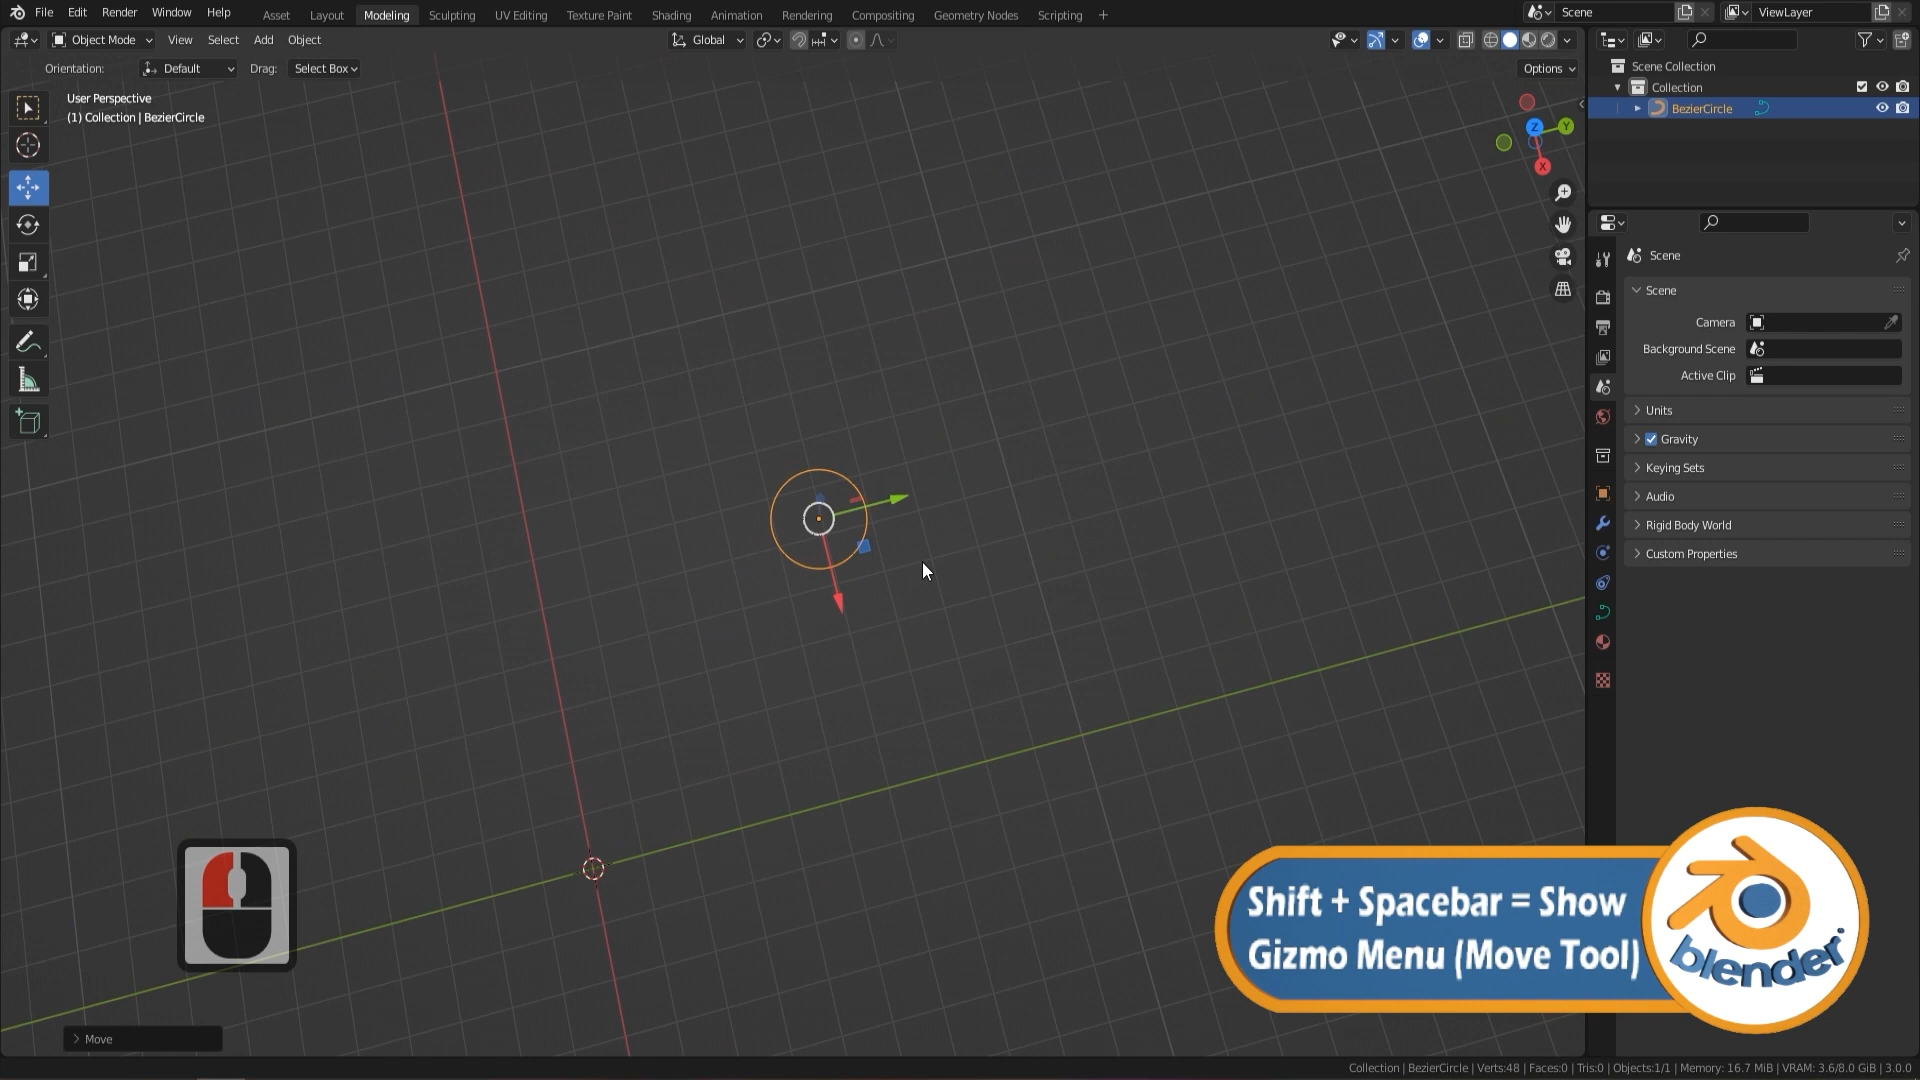 File Edit Render Window Help Asset Layout Modeling Sculpting UV Editing Texture Paint Shading Animation Rendering Compositing Geometry Nodes Scripting + Scene ViewLayer
Object Mode View Select Add Object Global
Orientation: Default Drag: Select Box Options
User Perspective
(1) Collection | BezierCircle
Z Y X
Scene Collection
Collection
BezierCircle
Scene
Scene
Camera
Background Scene
Active Clip
Units
Gravity
Keying Sets
Audio
Rigid Body World
Custom Properties
Shift + Spacebar = Show
Gizmo Menu (Move Tool)
blender
Move
Collection | BezierCircle | Verts:48 | Faces:0 | Tris:0 | Objects:1/1 | Memory: 16.7 MiB | VRAM: 3.6/8.0 GiB | 3.0.0